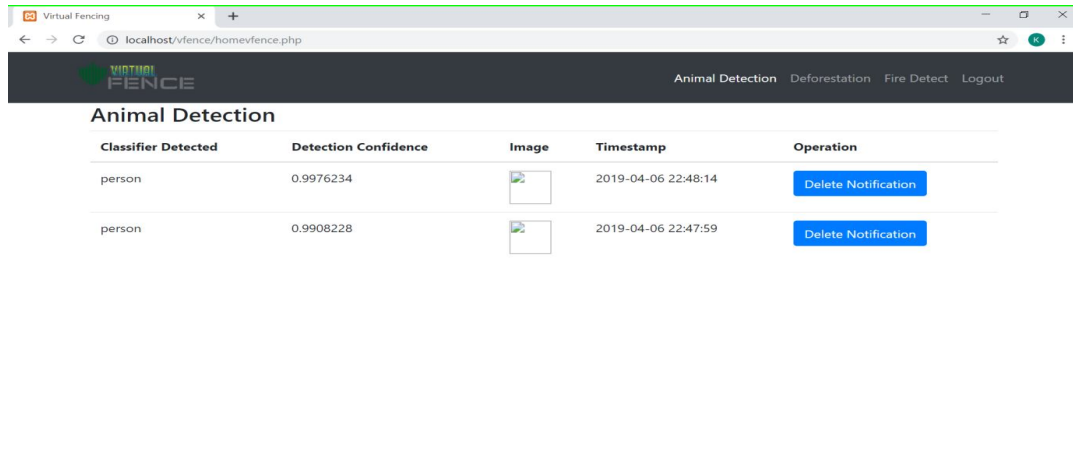 Virtual Fencing
localhost/vfence/homevfence.php
K
VIRTUAL
FENCE
Animal Detection Deforestation Fire Detect Logout
Animal Detection
Classifier Detected Detection Confidence Image Timestamp Operation
person 0.9976234 2019-04-06 22:48:14 Delete Notification
person 0.9908228 2019-04-06 22:47:59 Delete Notification